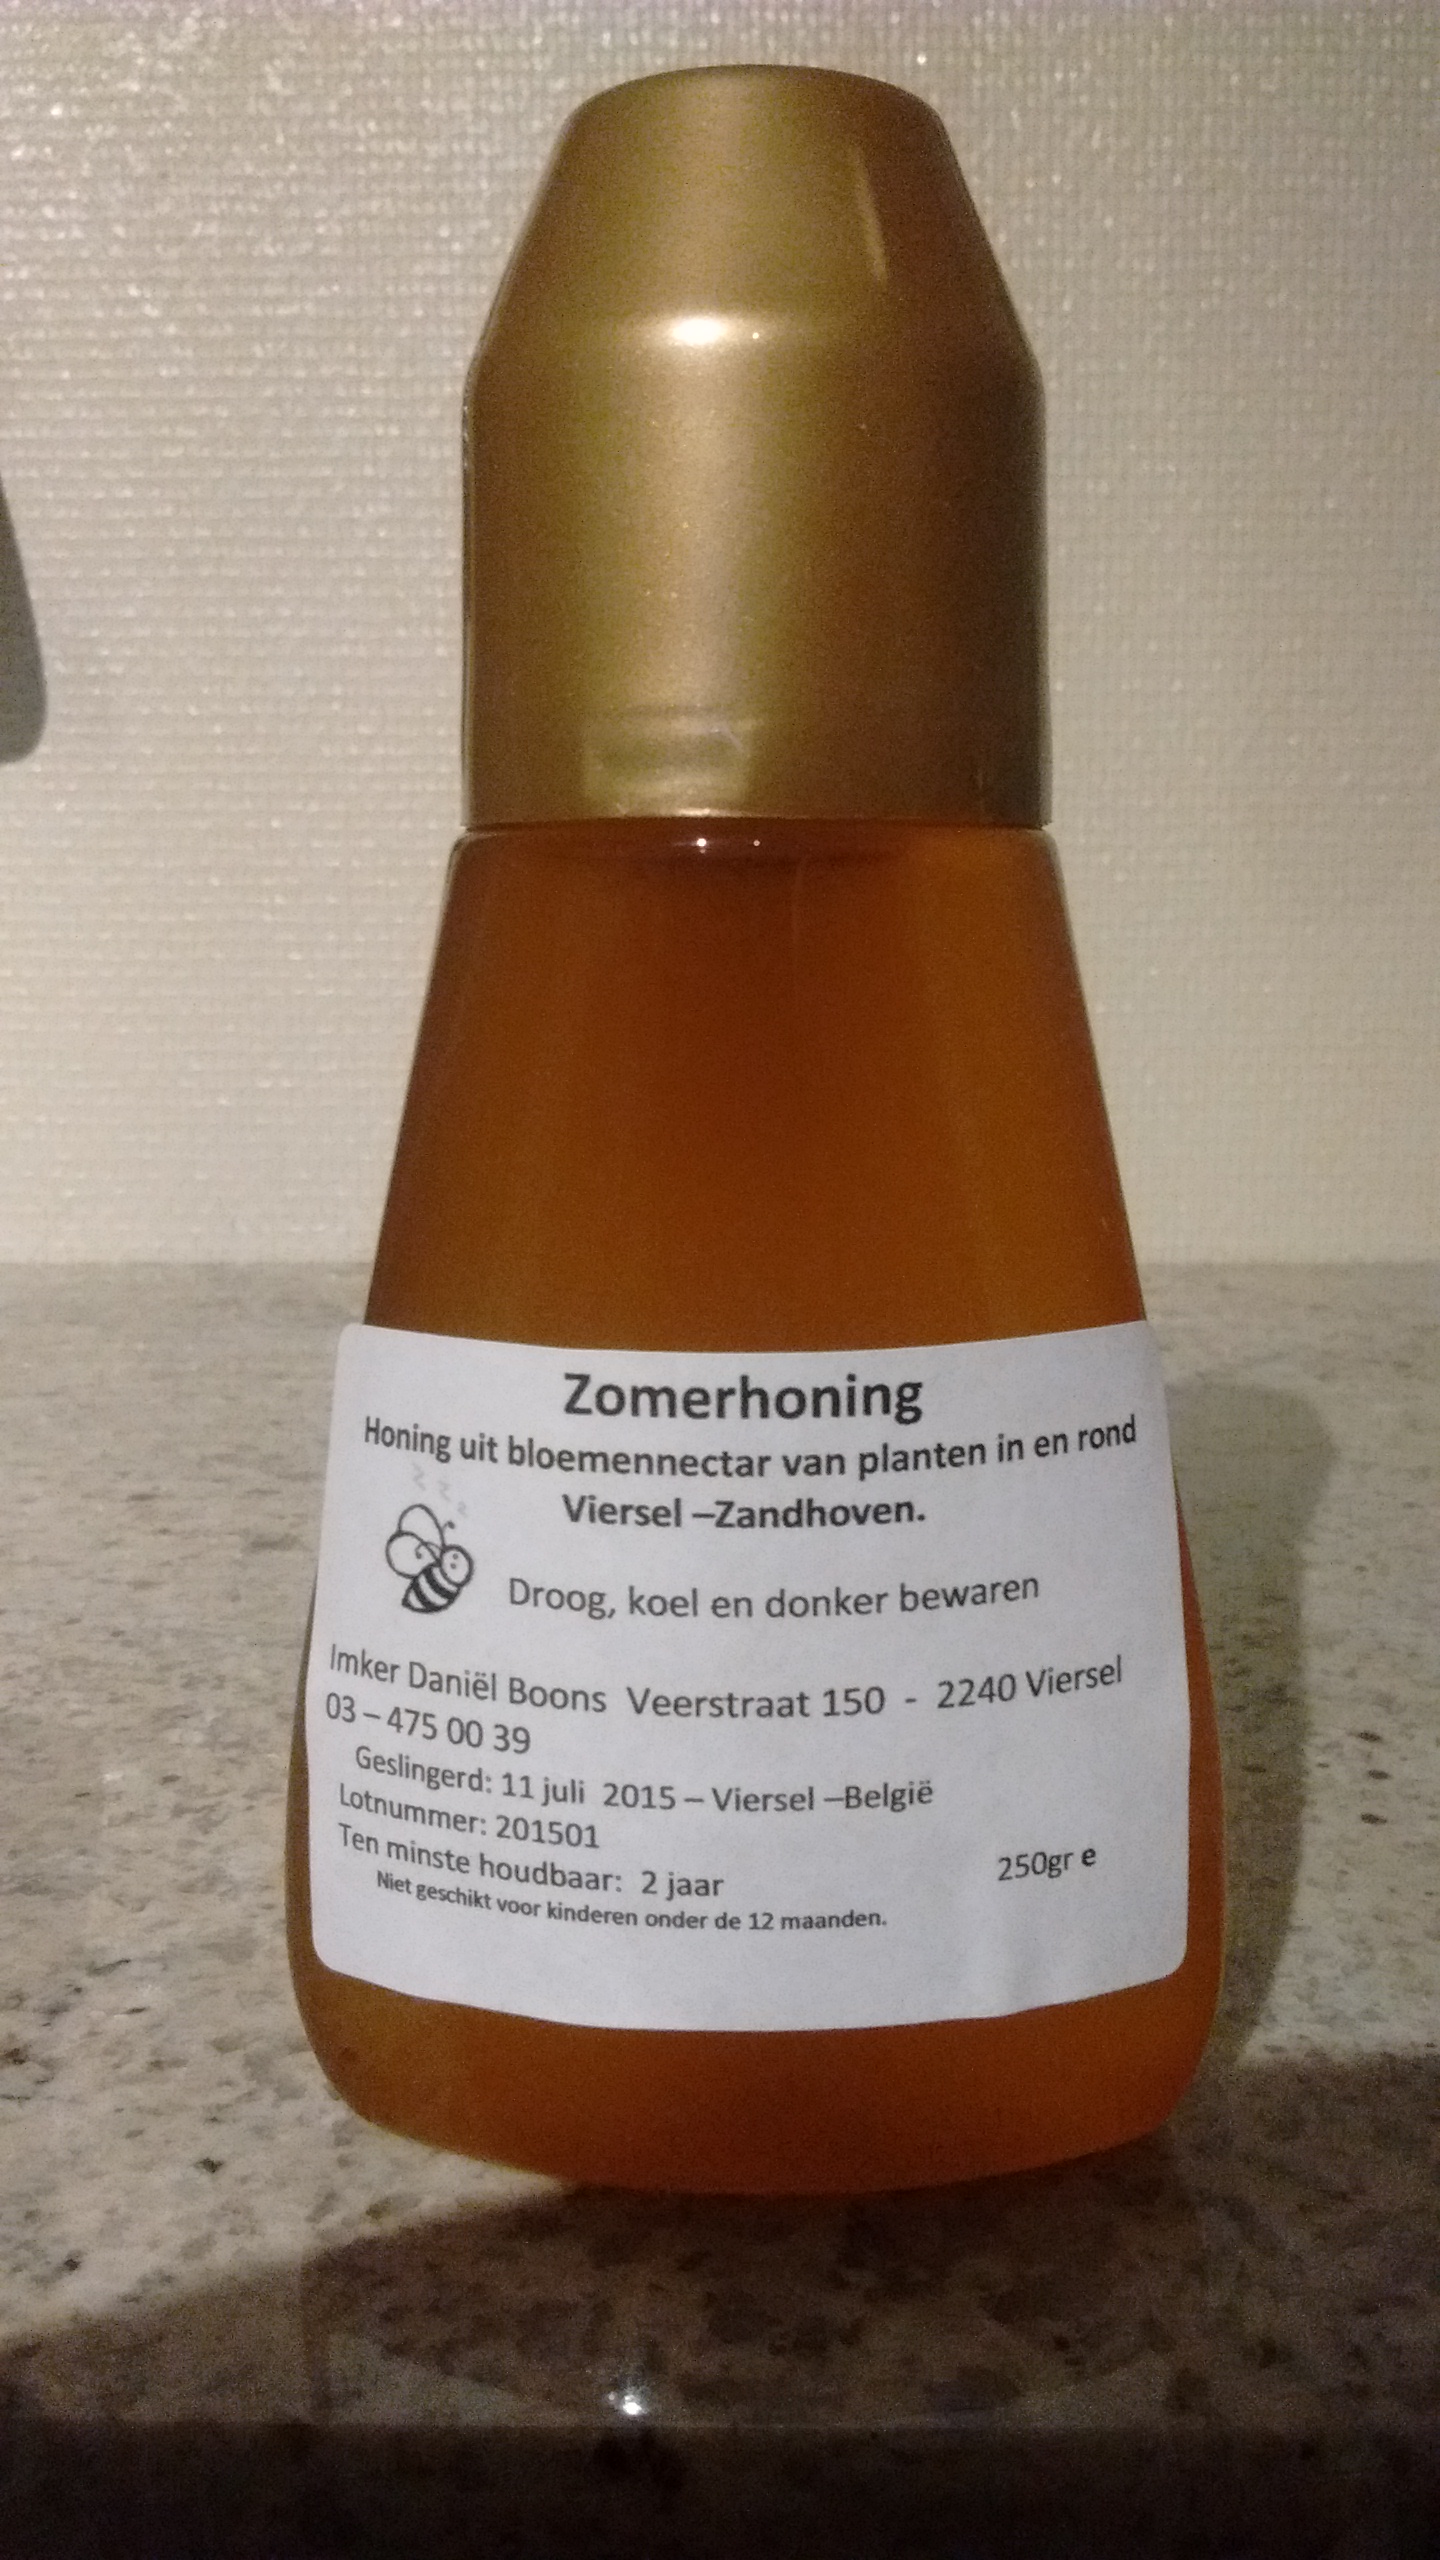 Zomerhoning
Honing uit bloemennectar van planten in en rond
Viersel –Zandhoven.
Droog, koel en donker bewaren
Imker Daniël Boons Veerstraat 150 - 2240 Viersel
03 – 475 00 39
Geslingerd: 11 juli 2015 – Viersel –België
Lotnummer: 201501
Ten minste houdbaar: 2 jaar
250gr e
Niet geschikt voor kinderen onder de 12 maanden.